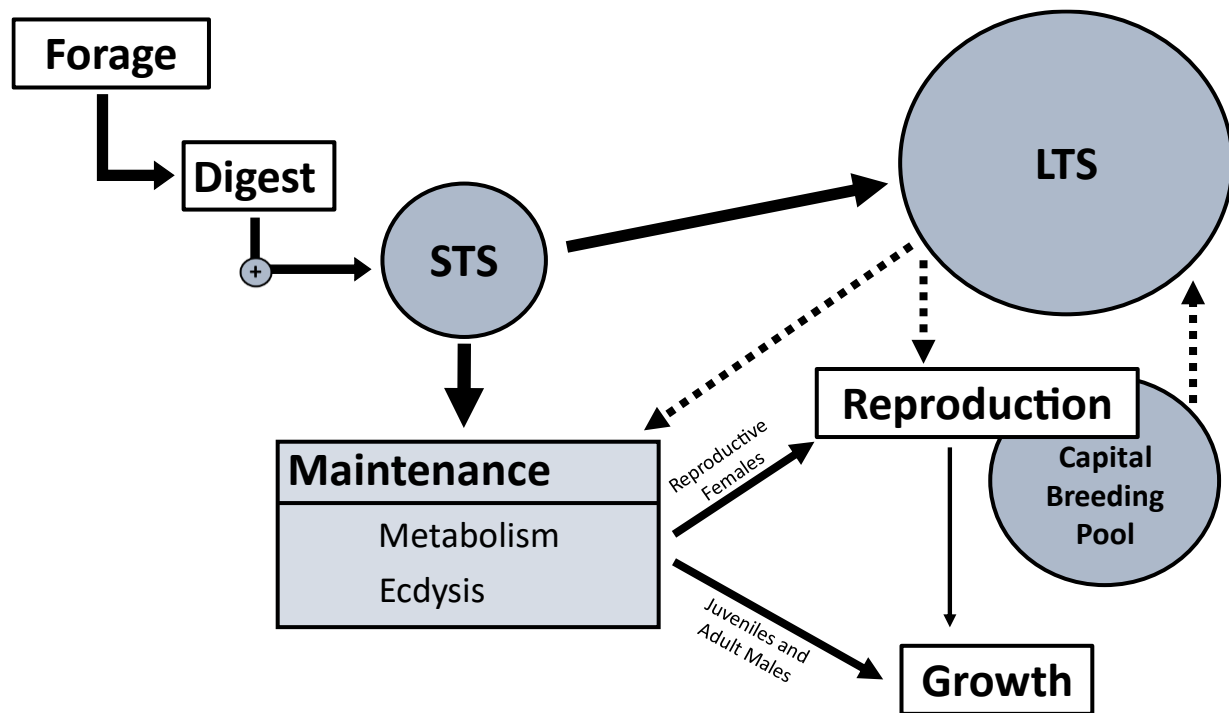 Forage
Digest
+
STS
LTS
Maintenance
Metabolism
Ecdysis
Reproductive
Females
Juveniles and
Adult Males
Reproduction
Capital
Breeding
Pool
Growth